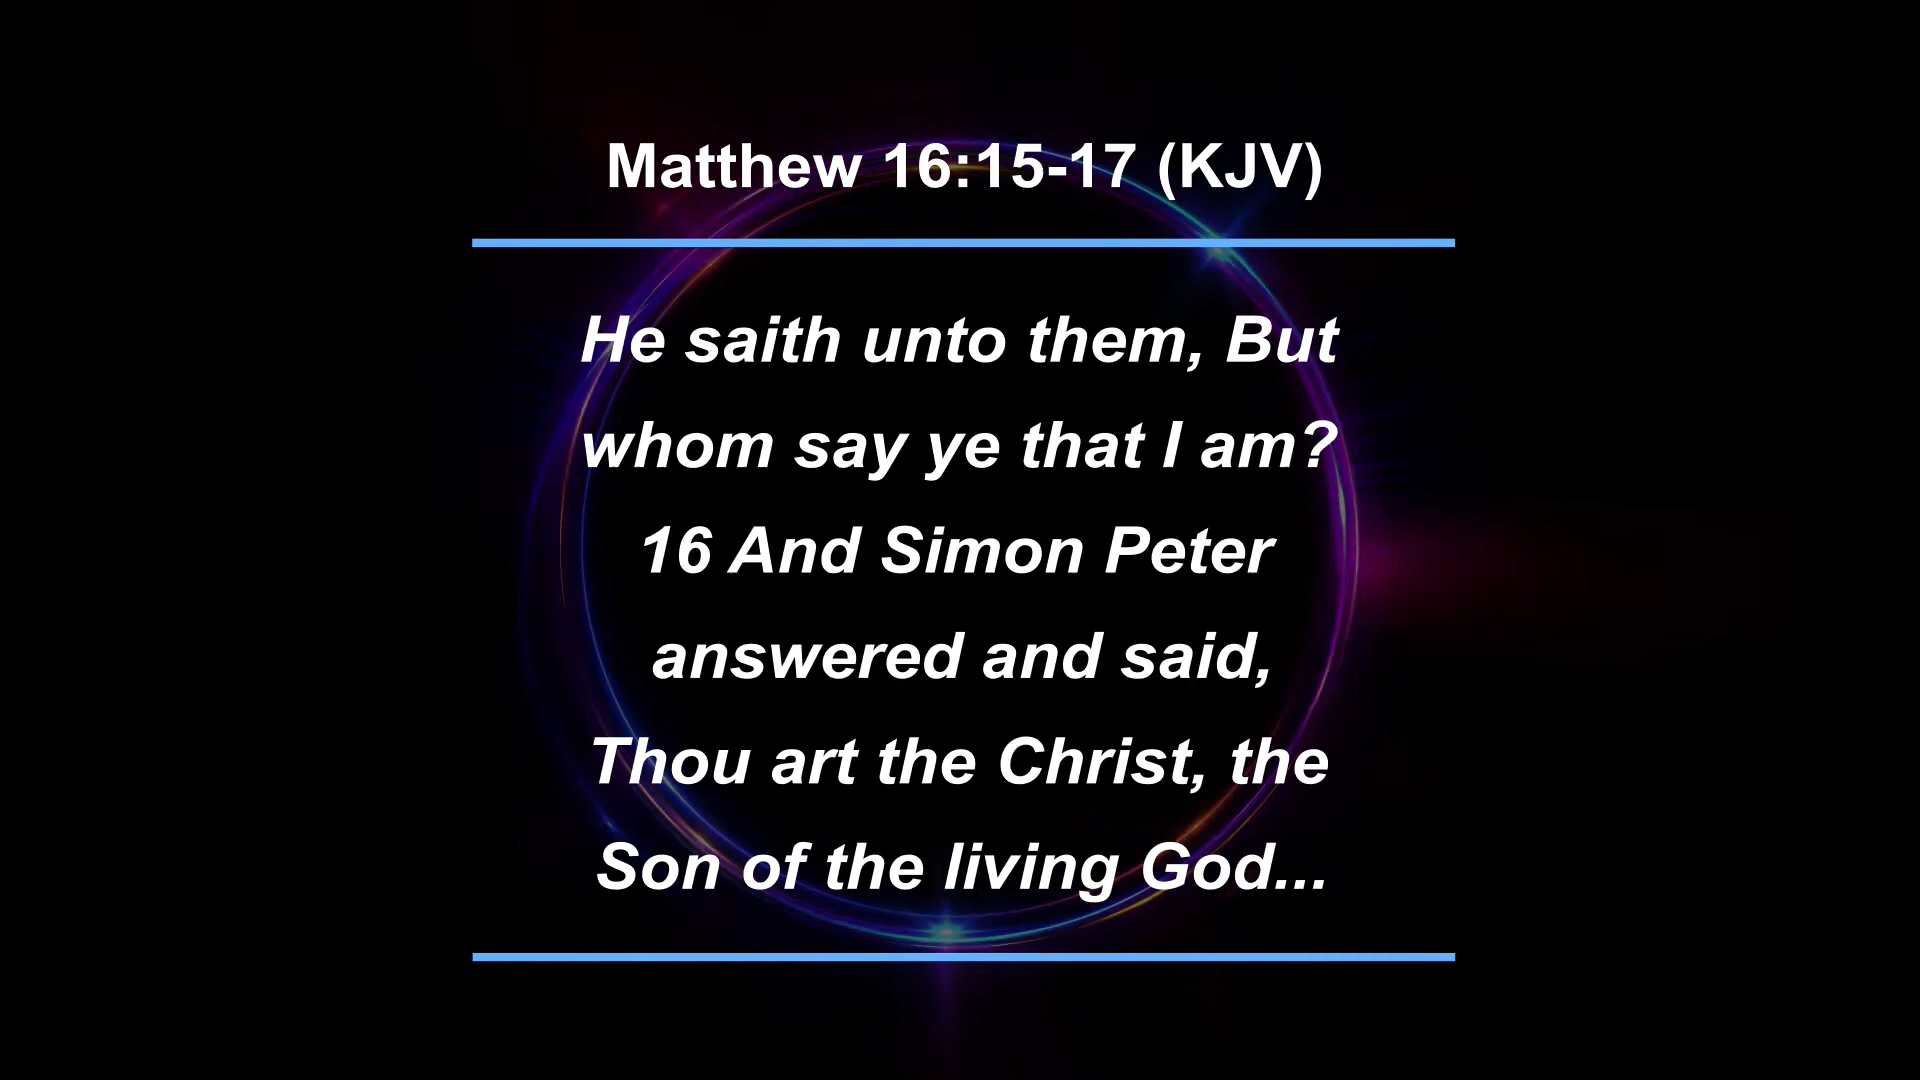 Matthew 16:15-17 (KJV)
He saith unto them, But
whom say ye that I am?
16 And Simon Peter
answered and said,
Thou art the Christ, the
Son of the living God...